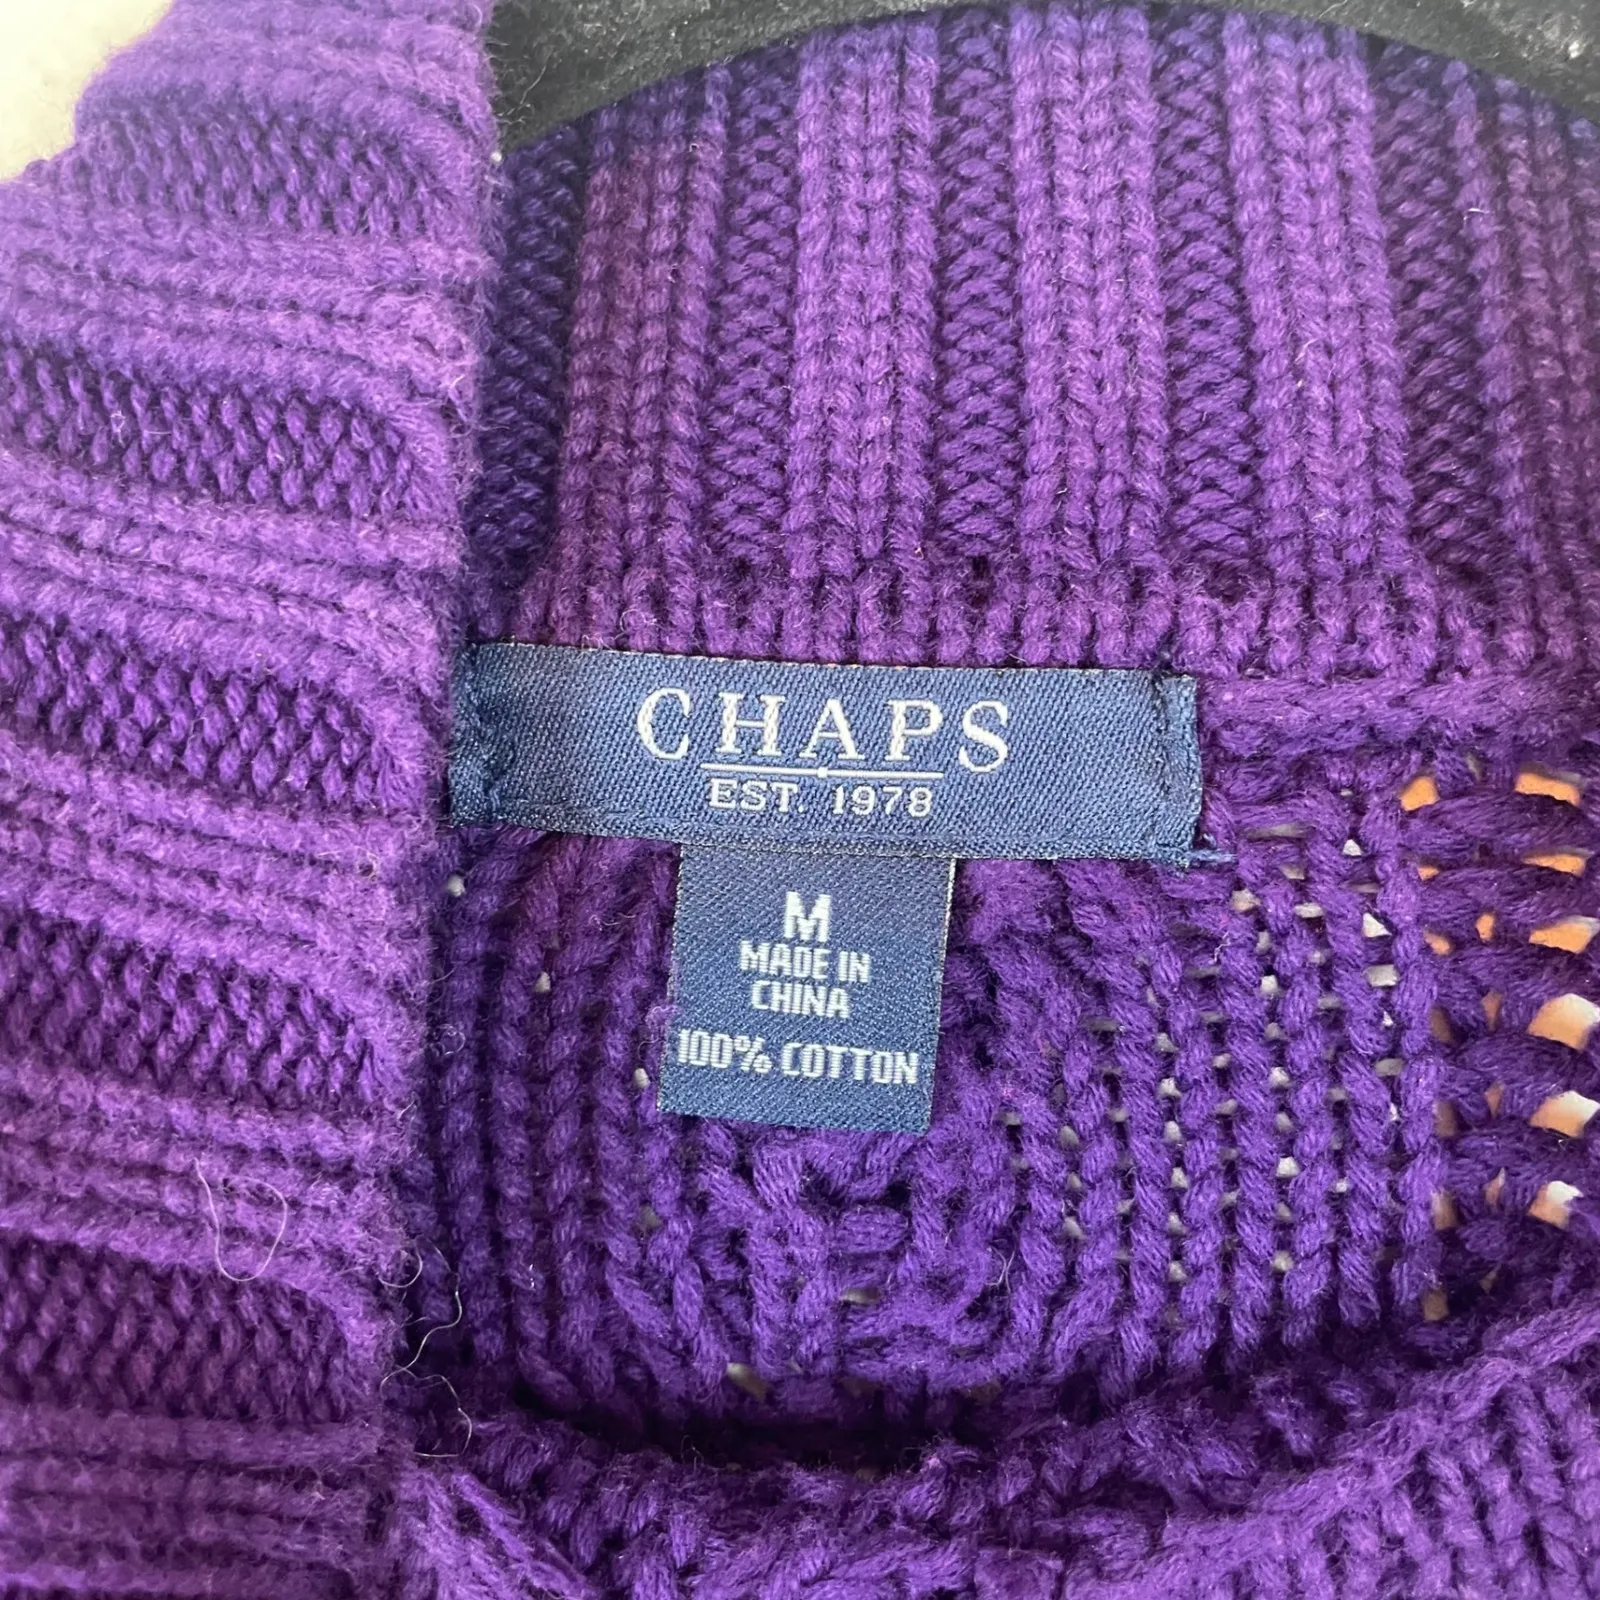 CHAPS
EST. 1978
M
MADE IN
CHINA
100% COTTON